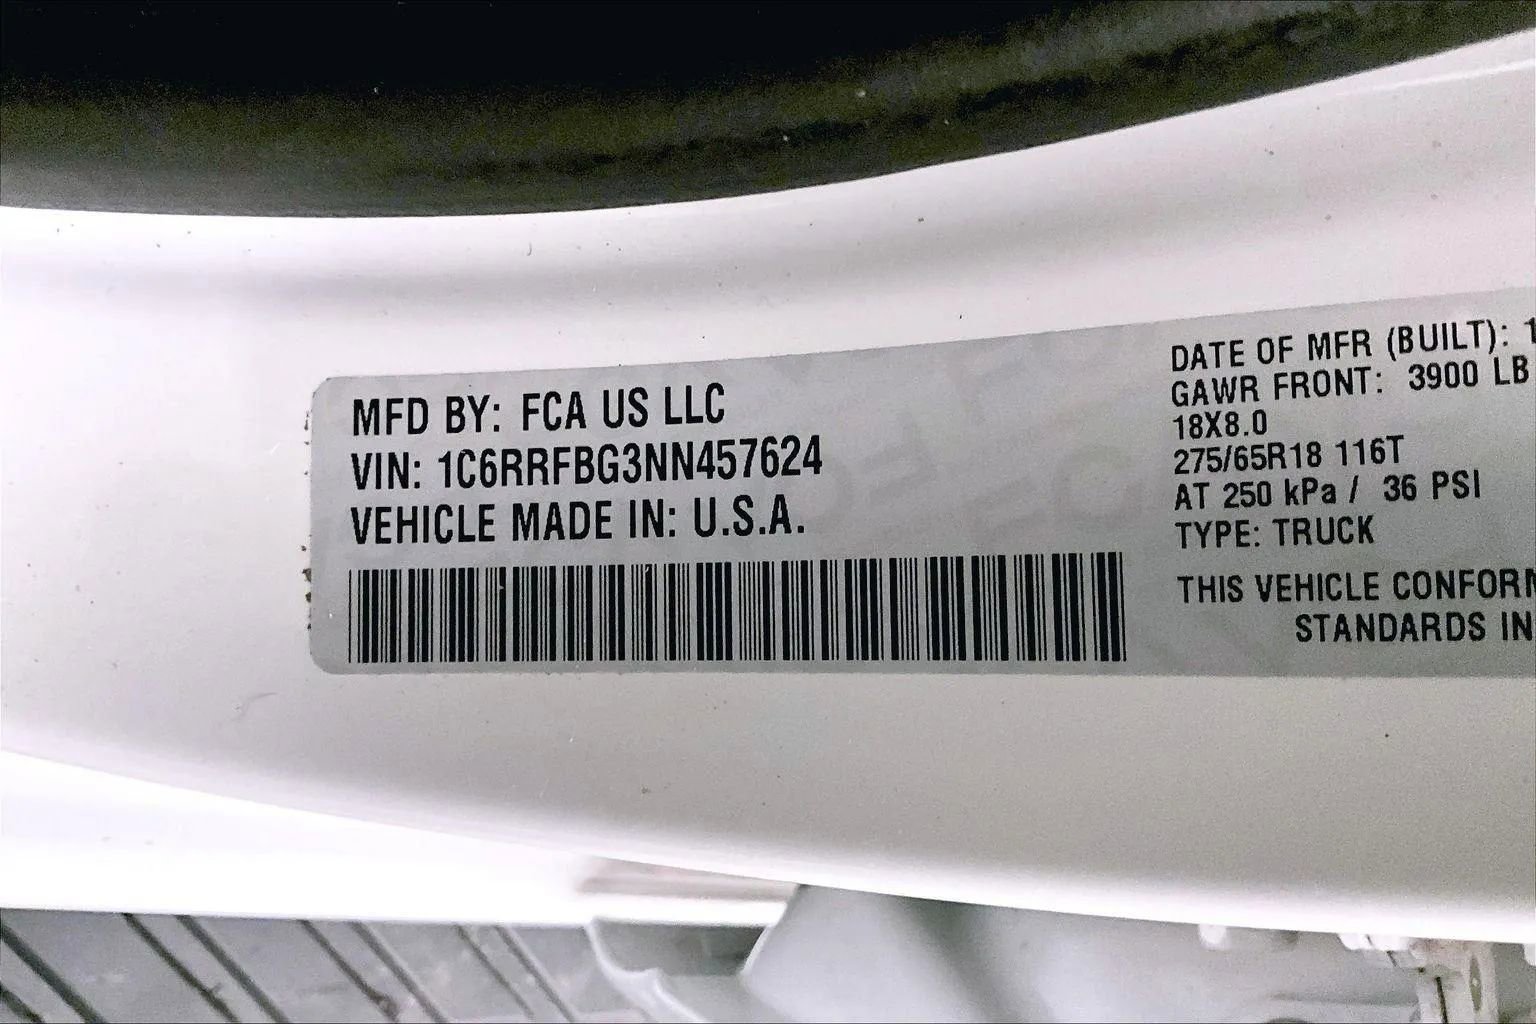 MFD BY: FCA US LLC
VIN: 1C6RRFBG3NN457624
VEHICLE MADE IN: U.S.A.
DATE OF MFR (BUILT): 1
GAWR FRONT: 3900 LB
18X8.0
275/65R18 116T
AT 250 kPa / 36 PSI
TYPE: TRUCK
THIS VEHICLE
STANDARDS IN